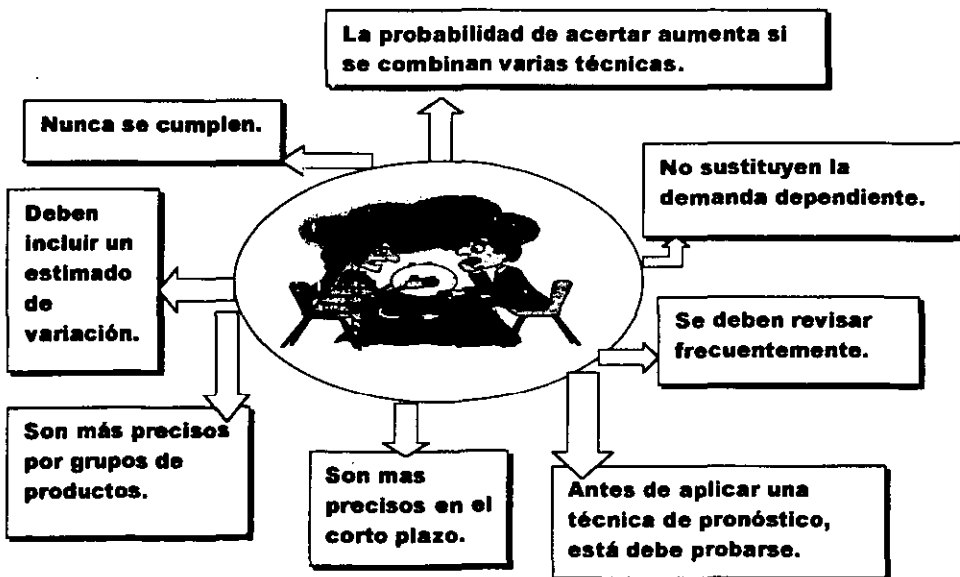 La probabilidad de acertar aumenta si
se combinan varias técnicas.
Nunca se cumplen.
No sustituyen la
demanda dependiente.
Deben
incluir un
estimado
de
variación.
Se deben revisar
frecuentemente.
Son más precisos
por grupos de
productos.
Son mas
precisos en el
corto plazo.
Antes de aplicar una
técnica de pronóstico,
está debe probarse.